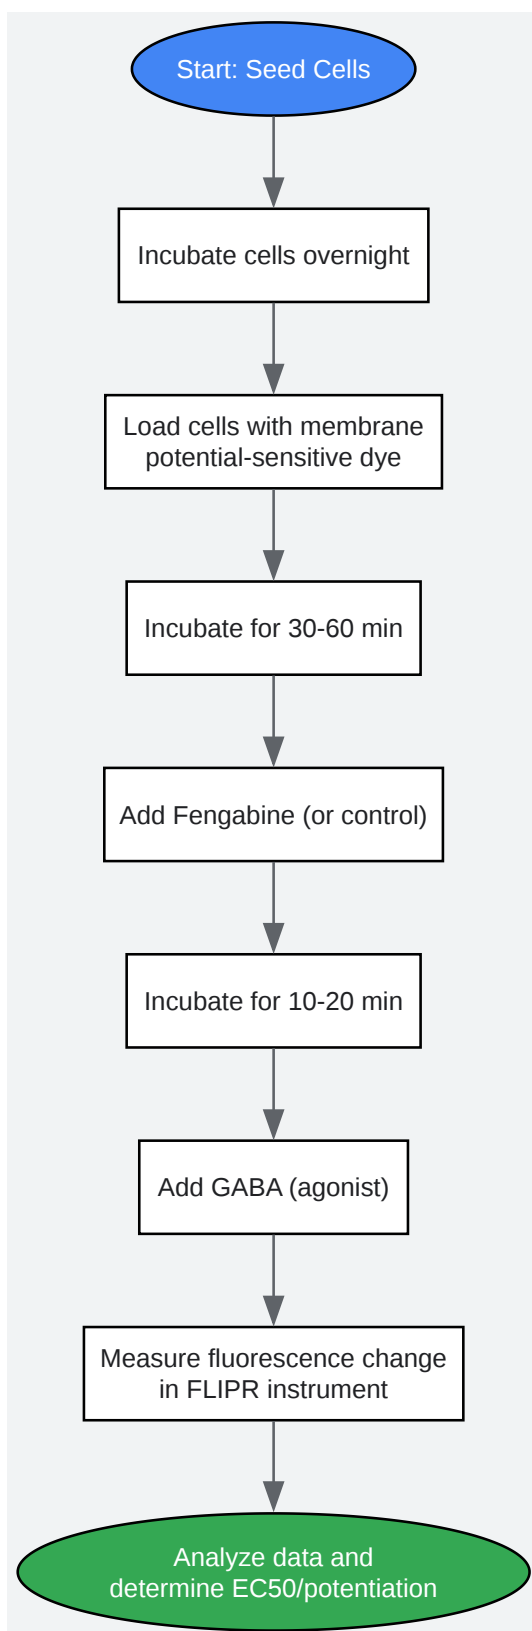 Start: Seed Cells
Incubate cells overnight
Load cells with membrane
potential-sensitive dye
Incubate for 30-60 min
Add Fengabine (or control)
Incubate for 10-20 min
Add GABA (agonist)
Measure fluorescence change
in FLIPR instrument
Analyze data and
determine EC50/potentiation